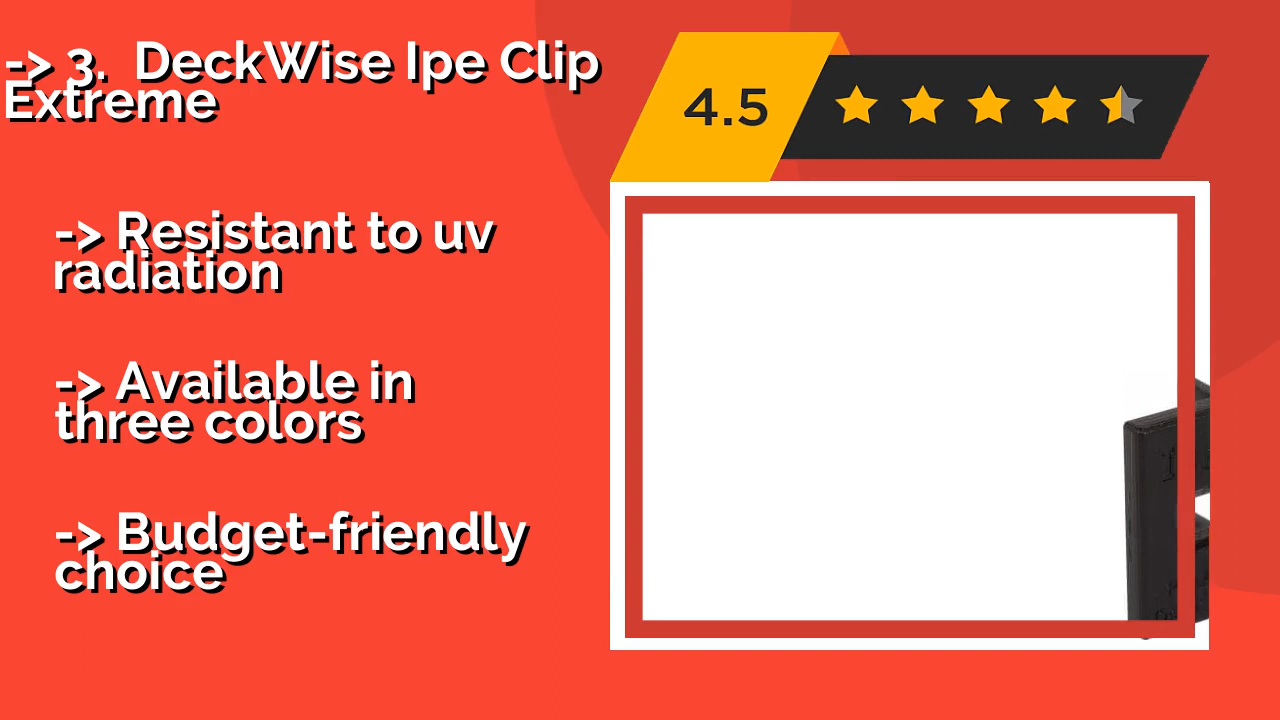 -> 3.  DeckWise Ipe Clip
Extreme
4.5
-> Resistant to uv
radiation
-> Available in
three colors
-> Budget-friendly
choice